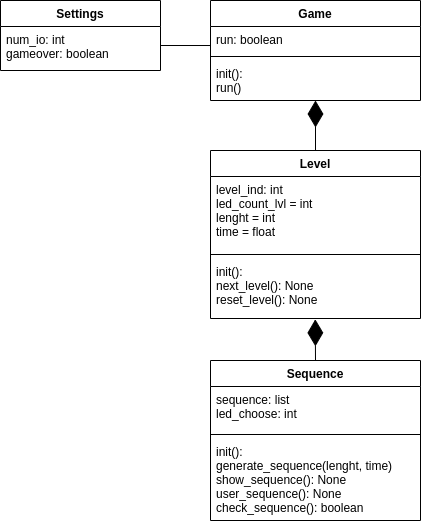 Settings
num_io: int
gameover: boolean
Game
run: boolean
init():
run()
Level
level_ind: int
led_count_lvl = int
lenght = int
time = float
init():
next_level(): None
reset_level(): None
Sequence
sequence: list
led_choose: int
init():
generate_sequence(lenght, time)
show_sequence(): None
user_sequence(): None
check_sequence(): boolean